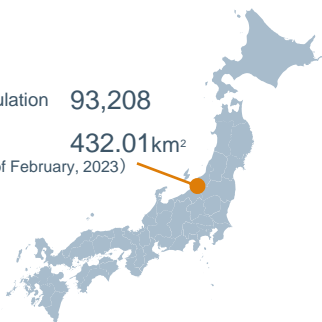 ulation 93,208
432.01km²
of February, 2023）